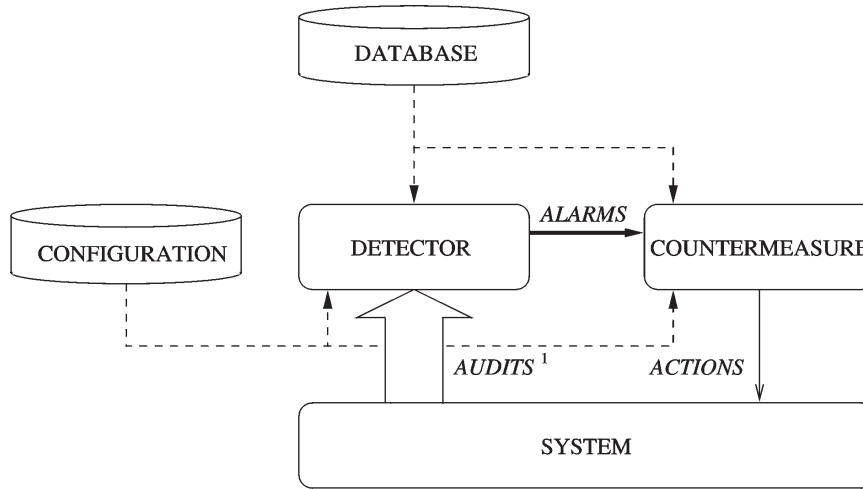 DATABASE
ALARMS
CONFIGURATION
DETECTOR
COUNTERMEASURE
AUDITS 1
ACTIONS
SYSTEM